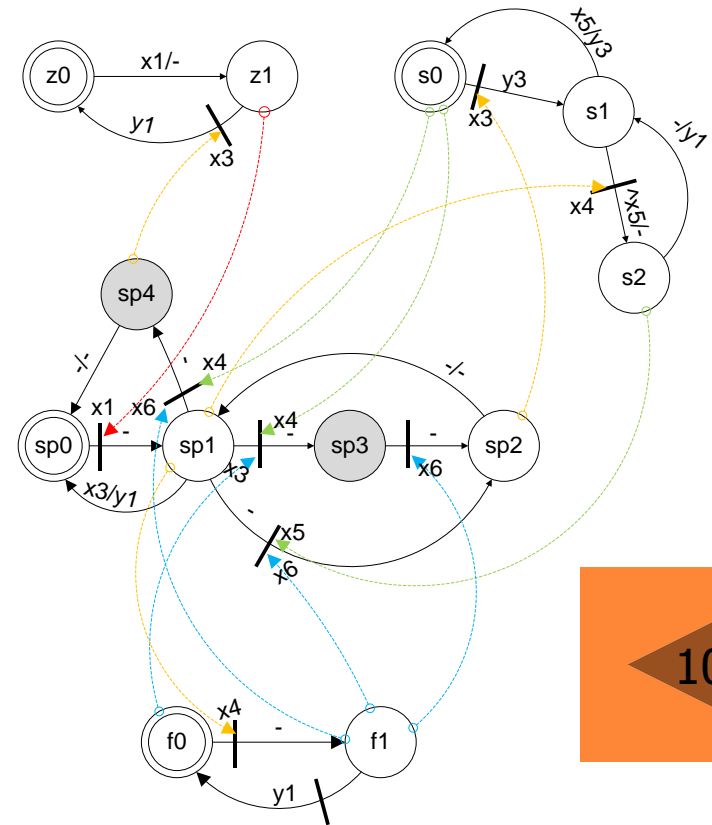 x5/y3
x1/-
z0
z1
s0
y3
s1
y1
x3
x3
-/y1
x4
^x5/-
s2
sp4
-/-
-
x4
-/-
x1
x6
x4
sp0
-
sp1
-
sp3
-
sp2
x3
x6
x3/y1
-
x5
x6
10
x4
-
f0
f1
y1